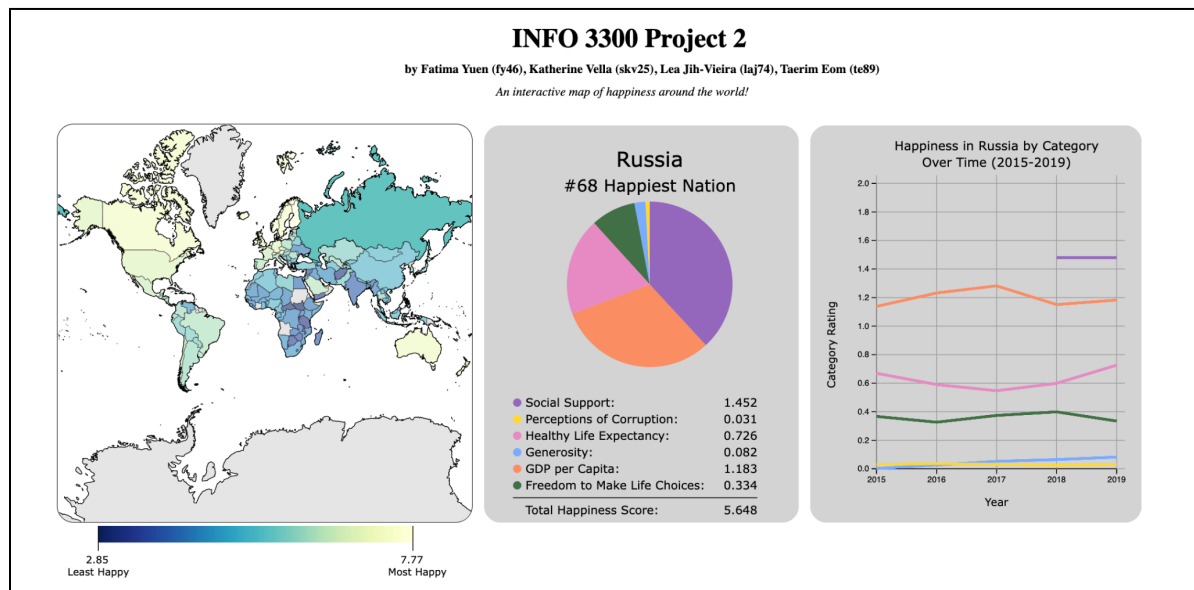 INFO 3300 Project 2
by Fatima Yuen (fy46), Katherine Vella (skv25), Lea Jih-Vieira (laj74), Taerim Eom (te89)
An interactive map of happiness around the world!
2.85
Least Happy
7.77
Most Happy
Russia
#68 Happiest Nation
Social Support: 1.452
Perceptions of Corruption: 0.031
Healthy Life Expectancy: 0.726
Generosity: 0.082
GDP per Capita: 1.183
Freedom to Make Life Choices: 0.334
Total Happiness Score: 5.648
Happiness in Russia by Category
Over Time (2015-2019)
Category Rating
2.0
1.8
1.6
1.4
1.2
1.0
0.8
0.6
0.4
0.2
0.0
2015 2016 2017 2018 2019
Year